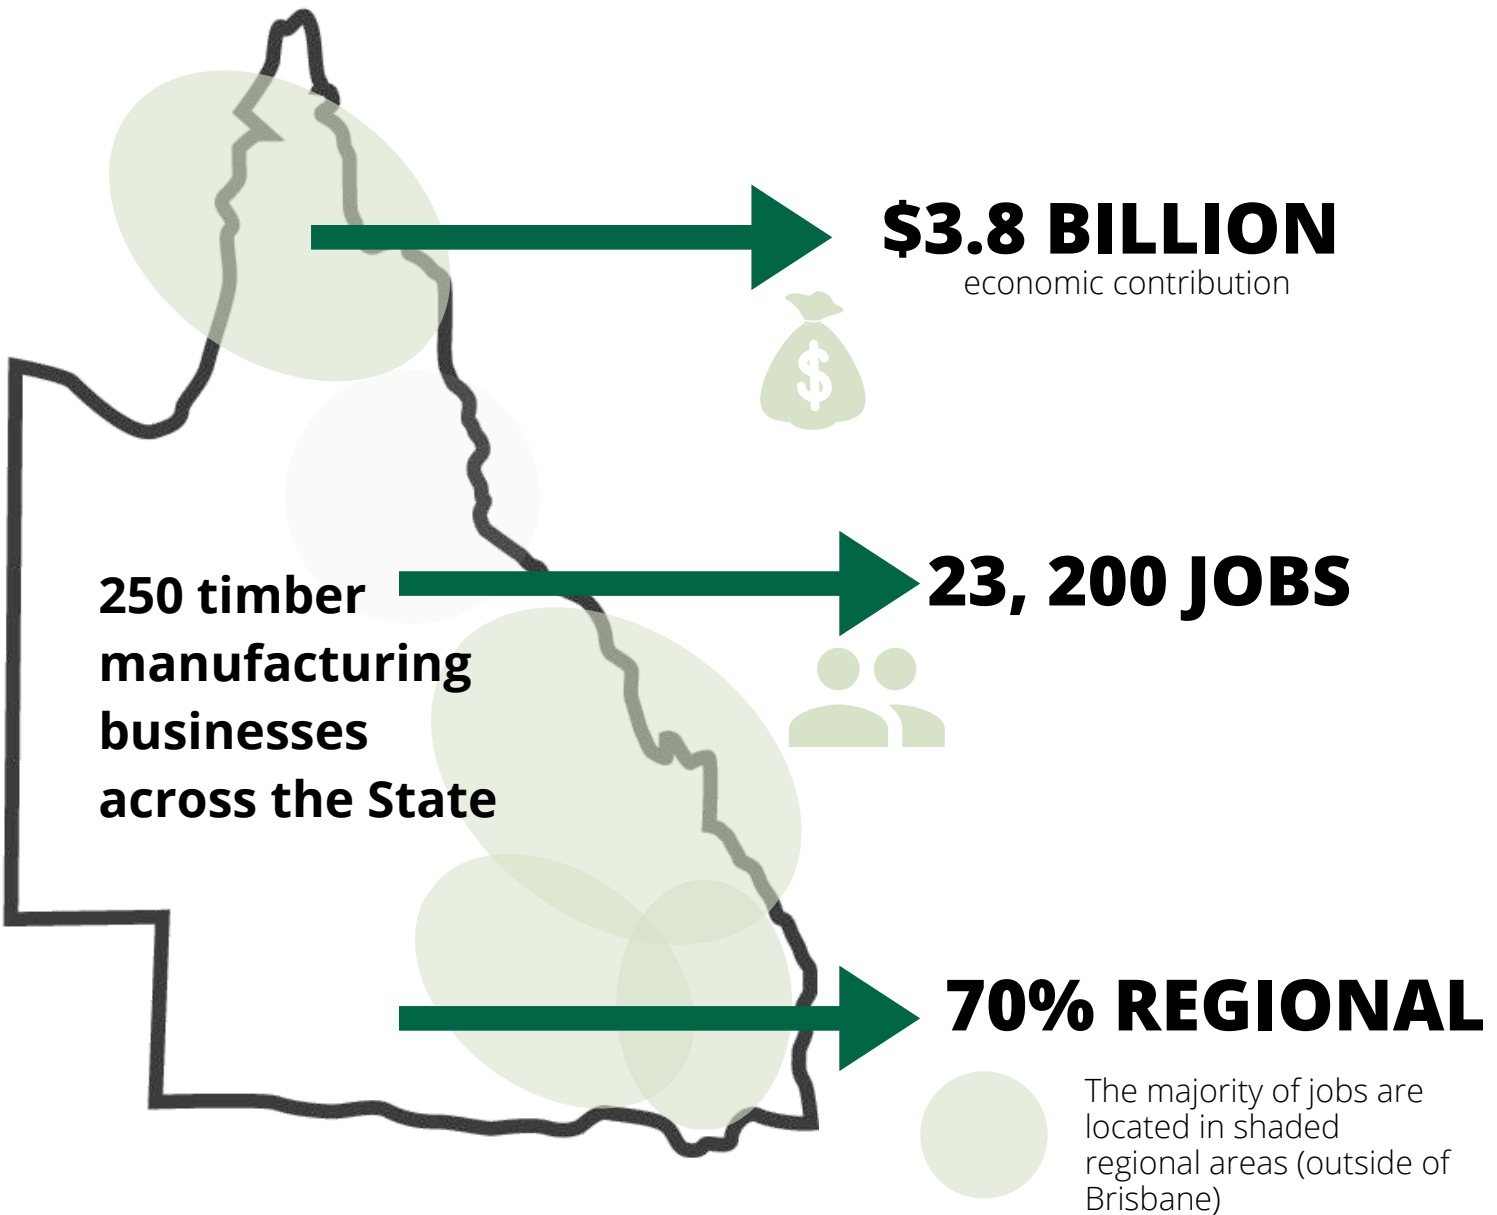 $3.8 BILLION
economic contribution
$
250 timber
manufacturing
businesses
across the State
23, 200 JOBS
70% REGIONAL
The majority of jobs are
located in shaded
regional areas (outside of
Brisbane)